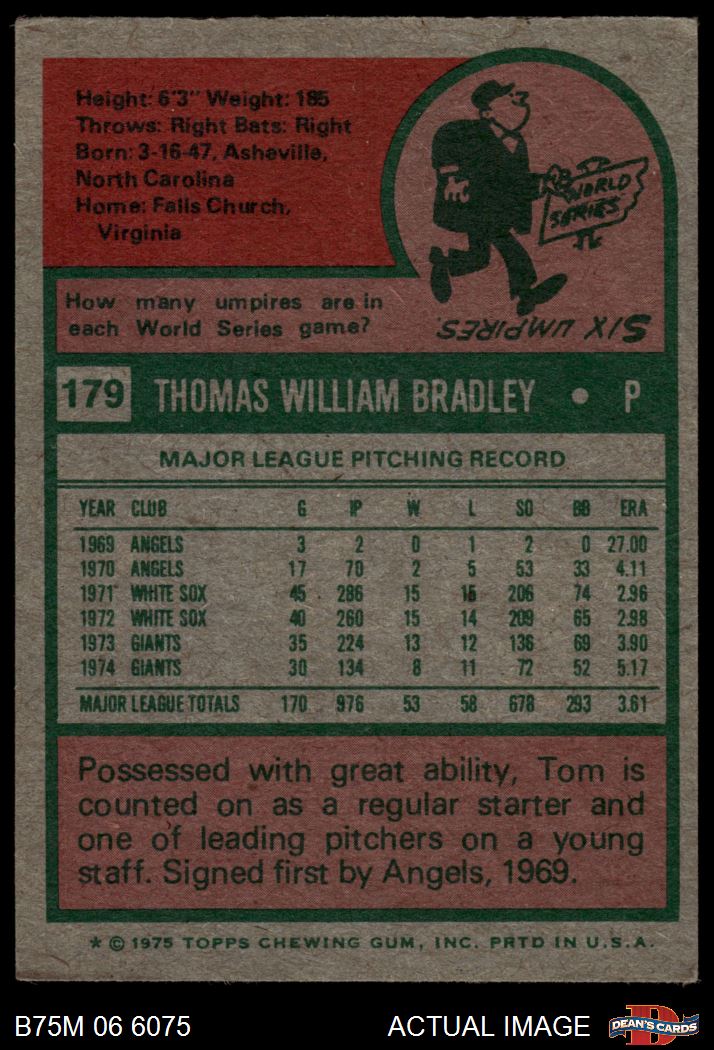 Height: 6'3" Weight: 185
Throws: Right Bats: Right
Born: 3-16-47, Asheville,
North Carolina
Home: Falls Church,
Virginia
WORLD
SERIES
How many umpires are in
each World Series game?
SIX UMPIRES.
179 THOMAS WILLIAM BRADLEY • P
MAJOR LEAGUE PITCHING RECORD
YEAR CLUB G IP W L SO BB ERA
1969 ANGELS 3 2 0 1 2 0 27.00
1970 ANGELS 17 70 2 5 53 33 4.11
1971 WHITE SOX 45 286 15 15 206 74 2.96
1972 WHITE SOX 40 260 15 14 209 65 2.98
1973 GIANTS 35 224 13 12 136 69 3.90
1974 GIANTS 30 134 8 11 72 52 5.17
MAJOR LEAGUE TOTALS 170 976 53 58 678 293 3.61
Possessed with great ability, Tom is
counted on as a regular starter and
one of leading pitchers on a young
staff. Signed first by Angels, 1969.
* © 1975 TOPPS CHEWING GUM, INC. PRTD IN U.S.A.
B75M 06 6075 ACTUAL IMAGE D DEAN'S CARDS